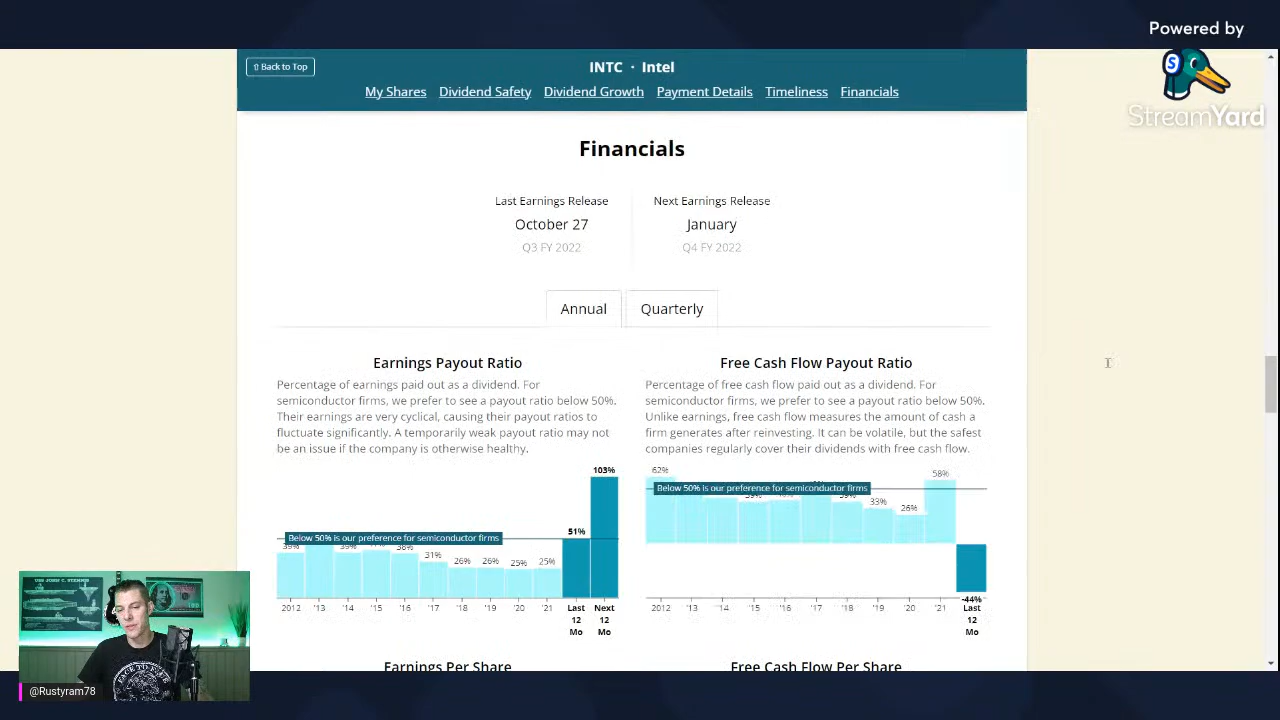 Powered by
StreamYard
⇧ Back to Top
INTC · Intel
My Shares Dividend Safety Dividend Growth Payment Details Timeliness Financials
Financials
Last Earnings Release
October 27
Q3 FY 2022
Next Earnings Release
January
Q4 FY 2022
Annual
Quarterly
Earnings Payout Ratio
Percentage of earnings paid out as a dividend. For
semiconductor firms, we prefer to see a payout ratio below 50%.
Their earnings are very cyclical, causing their payout ratios to
fluctuate significantly. A temporarily weak payout ratio may not
be an issue if the company is otherwise healthy.
103%
51%
Below 50% is our preference for semiconductor firms
39% 39% 38% 31% 26% 26% 25% 25%
2012 '13 '14 '15 '16 '17 '18 '19 '20 '21 Last 12 Mo Next 12 Mo
Free Cash Flow Payout Ratio
Percentage of free cash flow paid out as a dividend. For
semiconductor firms, we prefer to see a payout ratio below 50%.
Unlike earnings, free cash flow measures the amount of cash a
firm generates after reinvesting. It can be volatile, but the safest
companies regularly cover their dividends with free cash flow.
62%
58%
Below 50% is our preference for semiconductor firms
39% 39% 33% 26%
-44%
2012 '13 '14 '15 '16 '17 '18 '19 '20 '21 Last 12 Mo
Earnings Per Share
Free Cash Flow Per Share
USS JOHN C. STENNIS
@Rustyram78